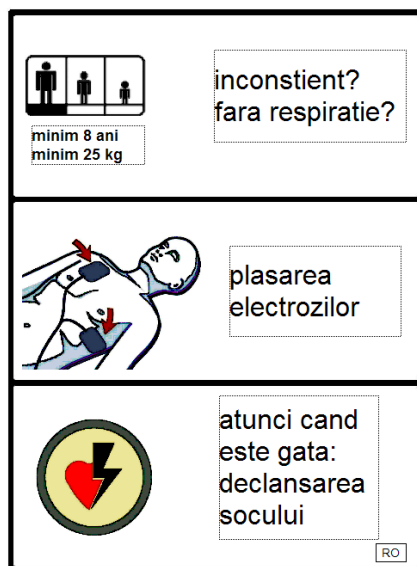 inconstient?
fara respiratie?
minim 8 ani
minim 25 kg
plasarea
electrozilor
atunci cand
este gata:
declansarea
socului
RO